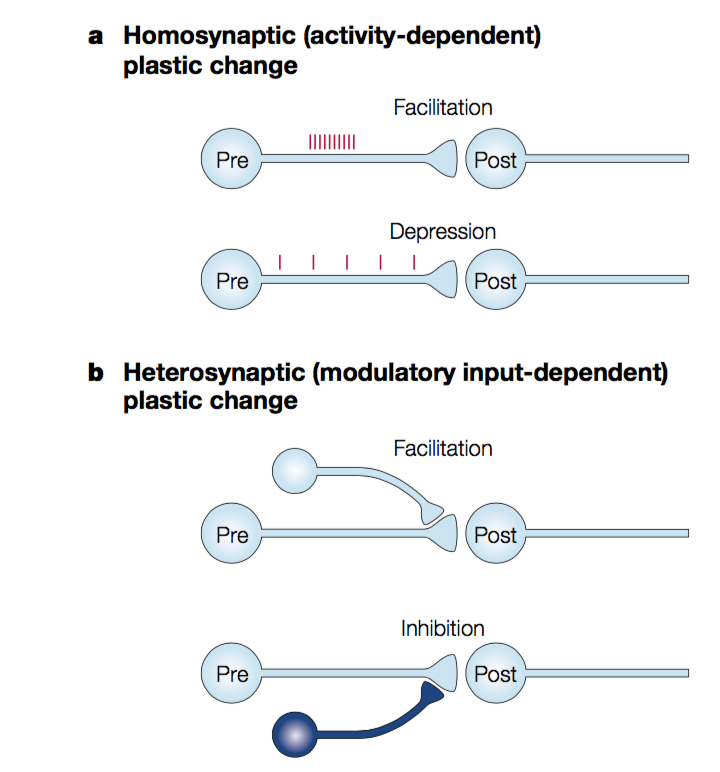 a Homosynaptic (activity-dependent)
plastic change
Facilitation
Pre
Post
Depression
Pre
Post
b Heterosynaptic (modulatory input-dependent)
plastic change
Facilitation
Pre
Post
Inhibition
Pre
Post